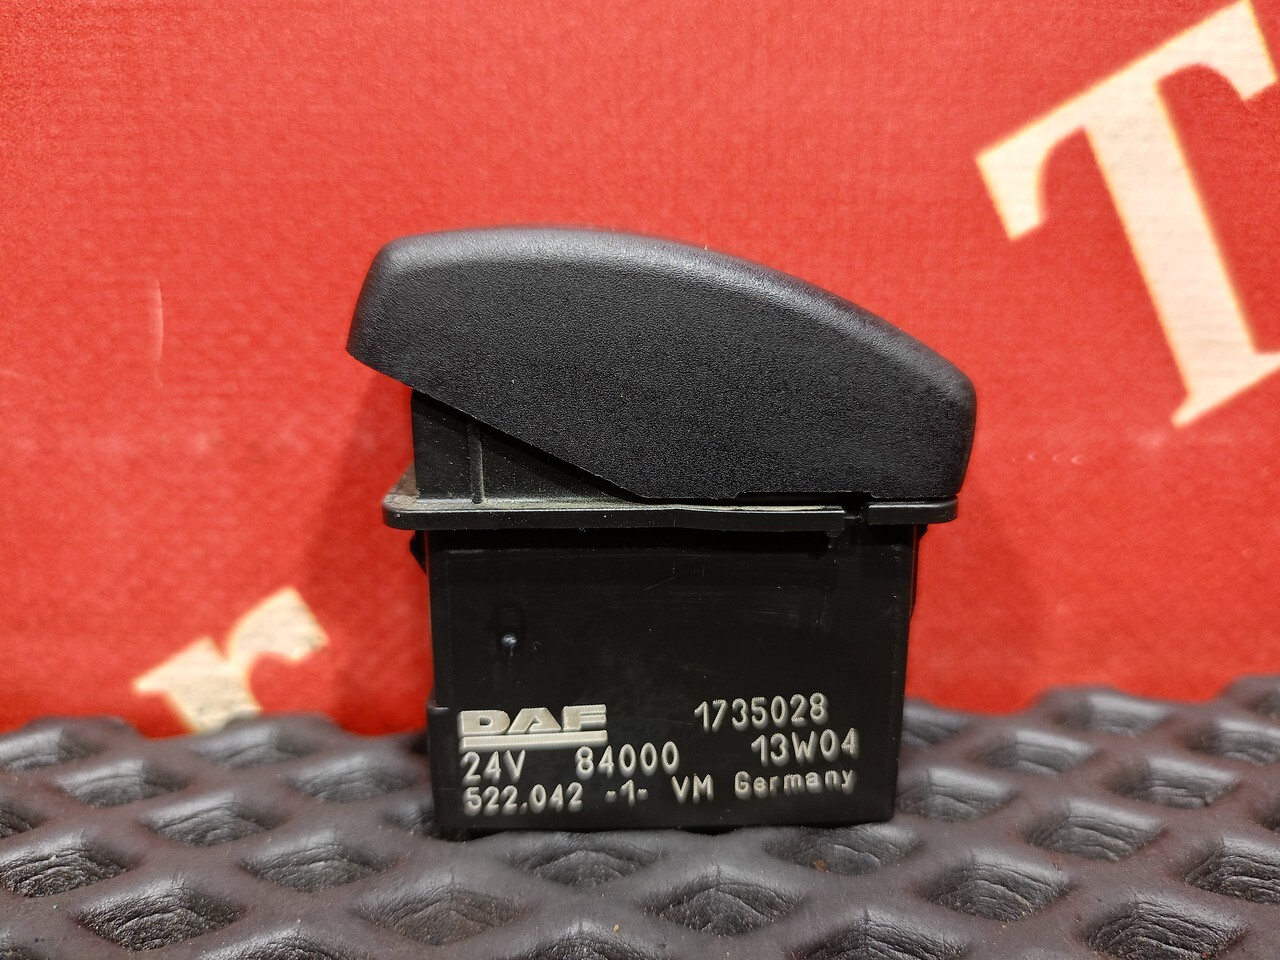 T
r
DAF 1735028
24V 84000 13W04
522.042 -1- VM Germany